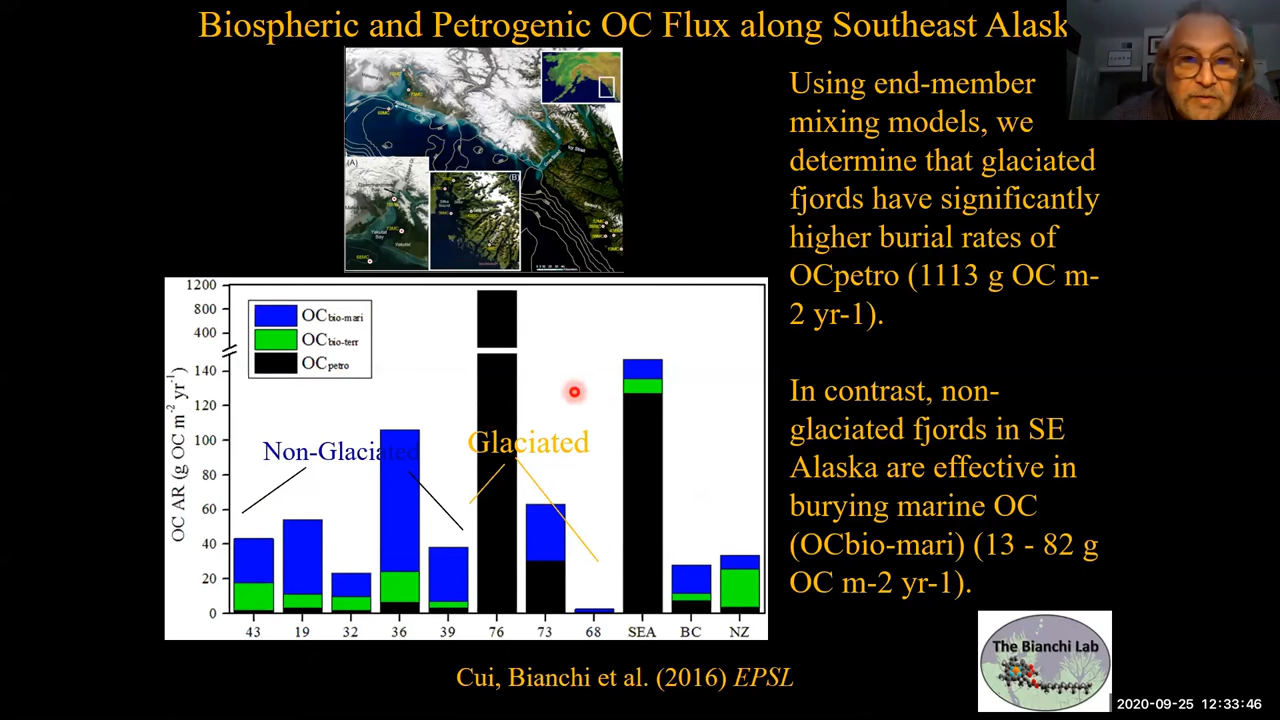 Biospheric and Petrogenic OC Flux along Southeast Alask
(A)
(B)
Yakutat
Bay
Yakutat
Icy Strait
Using end-member
mixing models, we
determine that glaciated
fjords have significantly
higher burial rates of
OCpetro (1113 g OC m-
2 yr-1).
In contrast, non-
glaciated fjords in SE
Alaska are effective in
burying marine OC
(OCbio-mari) (13 - 82 g
OC m-2 yr-1).
OC AR (g OC m-2 yr-1)
1200
800
400
140
120
100
80
60
40
20
0
OCbio-mari
OCbio-terr
OCpetro
Non-Glaciated
Glaciated
43 19 32 36 39 76 73 68 SEA BC NZ
Cui, Bianchi et al. (2016) EPSL
The Bianchi Lab
2020-09-25 12:33:46